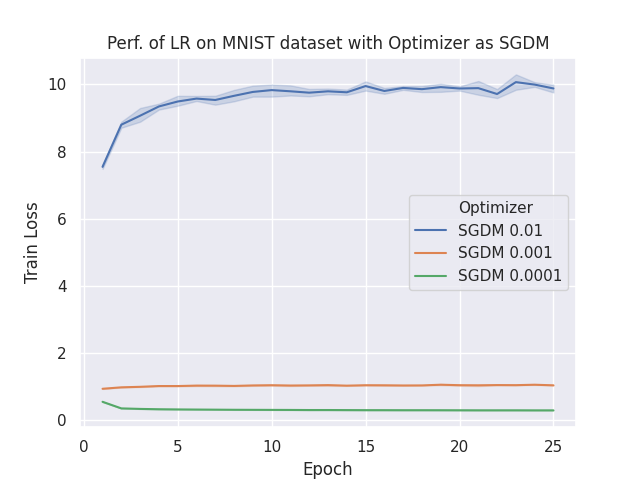 Perf. of LR on MNIST dataset with Optimizer as SGDM
10
8
6
4
2
0
Train Loss
Optimizer
SGDM 0.01
SGDM 0.001
SGDM 0.0001
0 5 10 15 20 25
Epoch